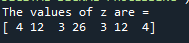 The values of z are =
[ 4 12  3 26  3 12  4]